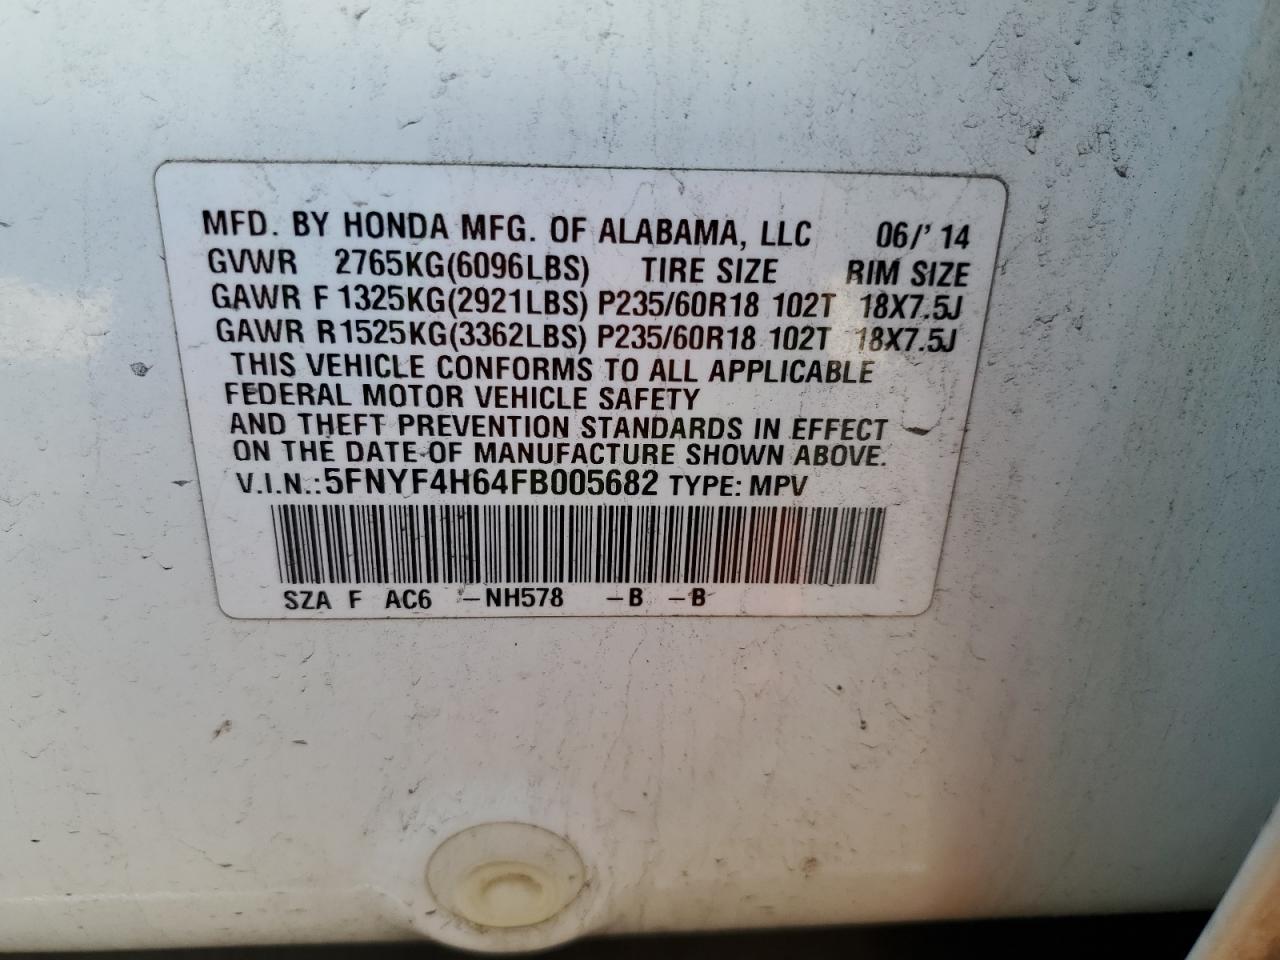 MFD. BY HONDA MFG. OF ALABAMA, LLC 06/'14
GVWR 2765KG(6096LBS) TIRE SIZE RIM SIZE
GAWR F 1325KG(2921LBS) P235/60R18 102T 18X7.5J
GAWR R1525KG(3362LBS) P235/60R18 102T 18X7.5J
THIS VEHICLE CONFORMS TO ALL APPLICABLE
FEDERAL MOTOR VEHICLE SAFETY
AND THEFT PREVENTION STANDARDS IN EFFECT
ON THE DATE OF MANUFACTURE SHOWN ABOVE.
V.I.N.:5FNYF4H64FB005682 TYPE: MPV
SZA F AC6 -NH578 -B -B